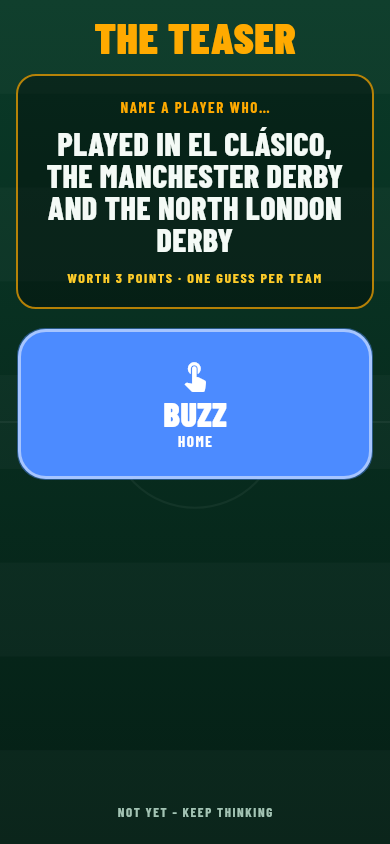 THE TEASER
NAME A PLAYER WHO...
PLAYED IN EL CLÁSICO,
THE MANCHESTER DERBY
AND THE NORTH LONDON
DERBY
WORTH 3 POINTS · ONE GUESS PER TEAM
BUZZ
HOME
NOT YET - KEEP THINKING